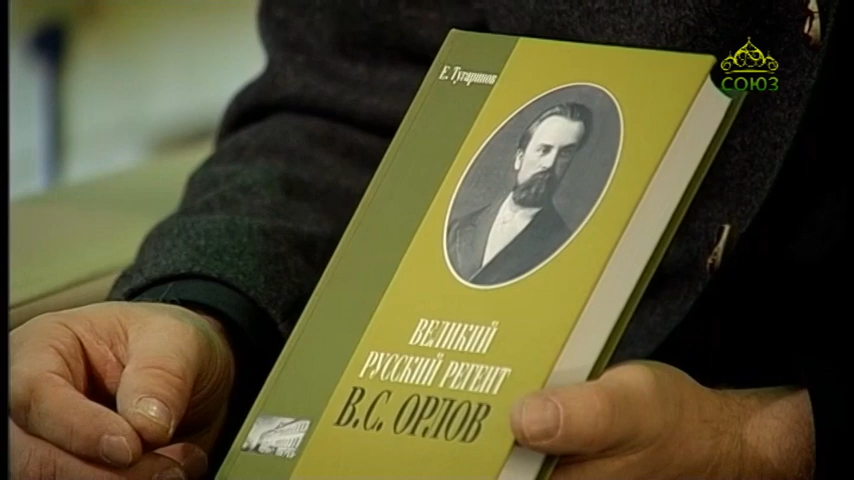 Е. Тугаринов
ВЕЛИКИЙ
РУССКИЙ РЕГЕНТ
В.С. ОРЛОВ
СОЮЗ